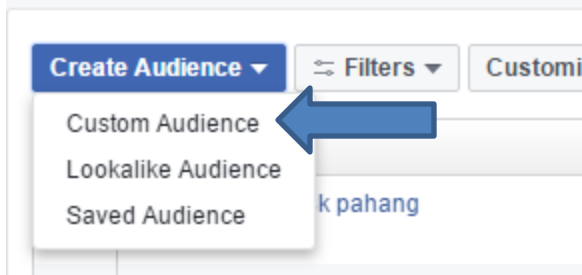 Create Audience Filters Customi
Custom Audience
Lookalike Audience
k pahang
Saved Audience